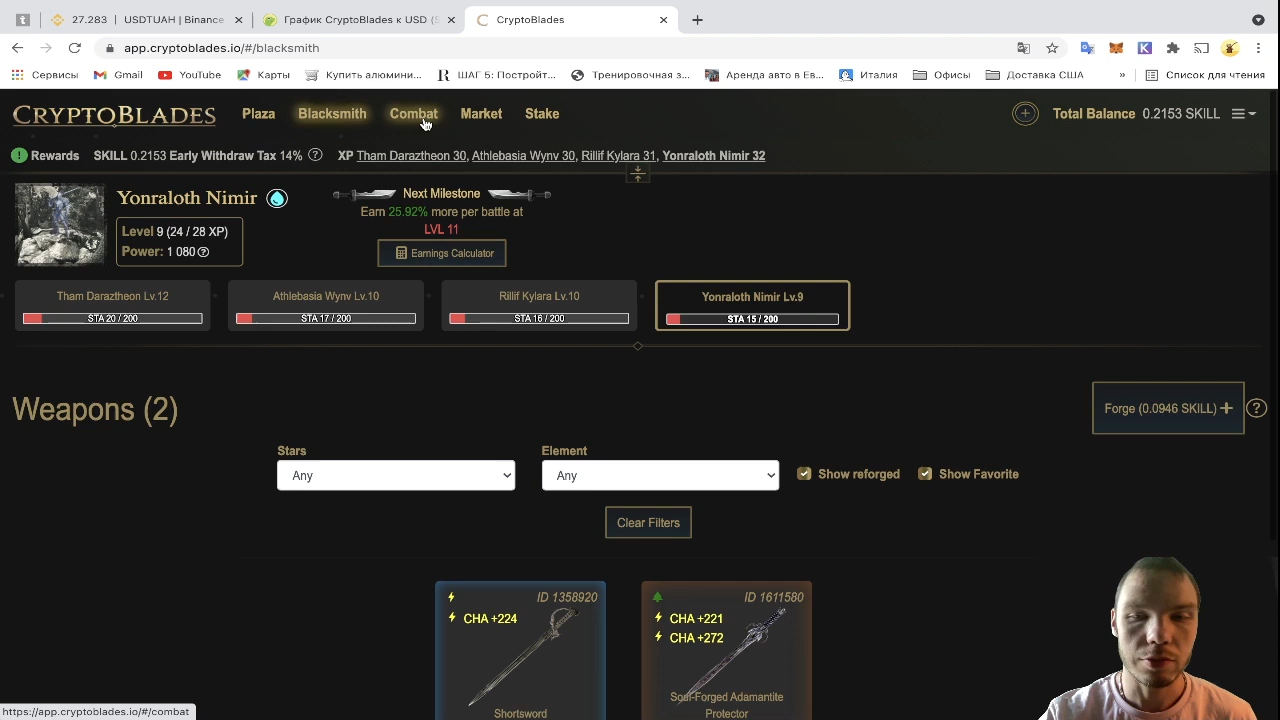 27.283 | USDTUAH | Binance
График CryptoBlades к USD (S
CryptoBlades
app.cryptoblades.io/#/blacksmith
Сервисы
Gmail
YouTube
Карты
Купить алюмини...
ШАГ 5: Постройт...
Тренировочная з...
Аренда авто в Ев...
Италия
Офисы
Доставка США
»
Список для чтения
CRYPTOBLADES
Plaza
Blacksmith
Combat
Market
Stake
Total Balance 0.2153 SKILL
Rewards SKILL 0.2153 Early Withdraw Tax 14% ? XP Tham Daraztheon 30, Athlebasia Wynv 30, Rillif Kylara 31, Yonraloth Nimir 32
Yonraloth Nimir
Level 9 (24 / 28 XP)
Power: 1 080 ?
Next Milestone
Earn 25.92% more per battle at
LVL 11
Earnings Calculator
Tham Daraztheon Lv.12
STA 20 / 200
Athlebasia Wynv Lv.10
STA 17 / 200
Rillif Kylara Lv.10
STA 16 / 200
Yonraloth Nimir Lv.9
STA 15 / 200
Weapons (2)
Forge (0.0946 SKILL) +
?
Stars
Any
Element
Any
Show reforged
Show Favorite
Clear Filters
ID 1358920
CHA +224
Shortsword
ID 1611580
CHA +221
CHA +272
Soul-Forged Adamantite
Protector
https://app.cryptoblades.io/#/combat